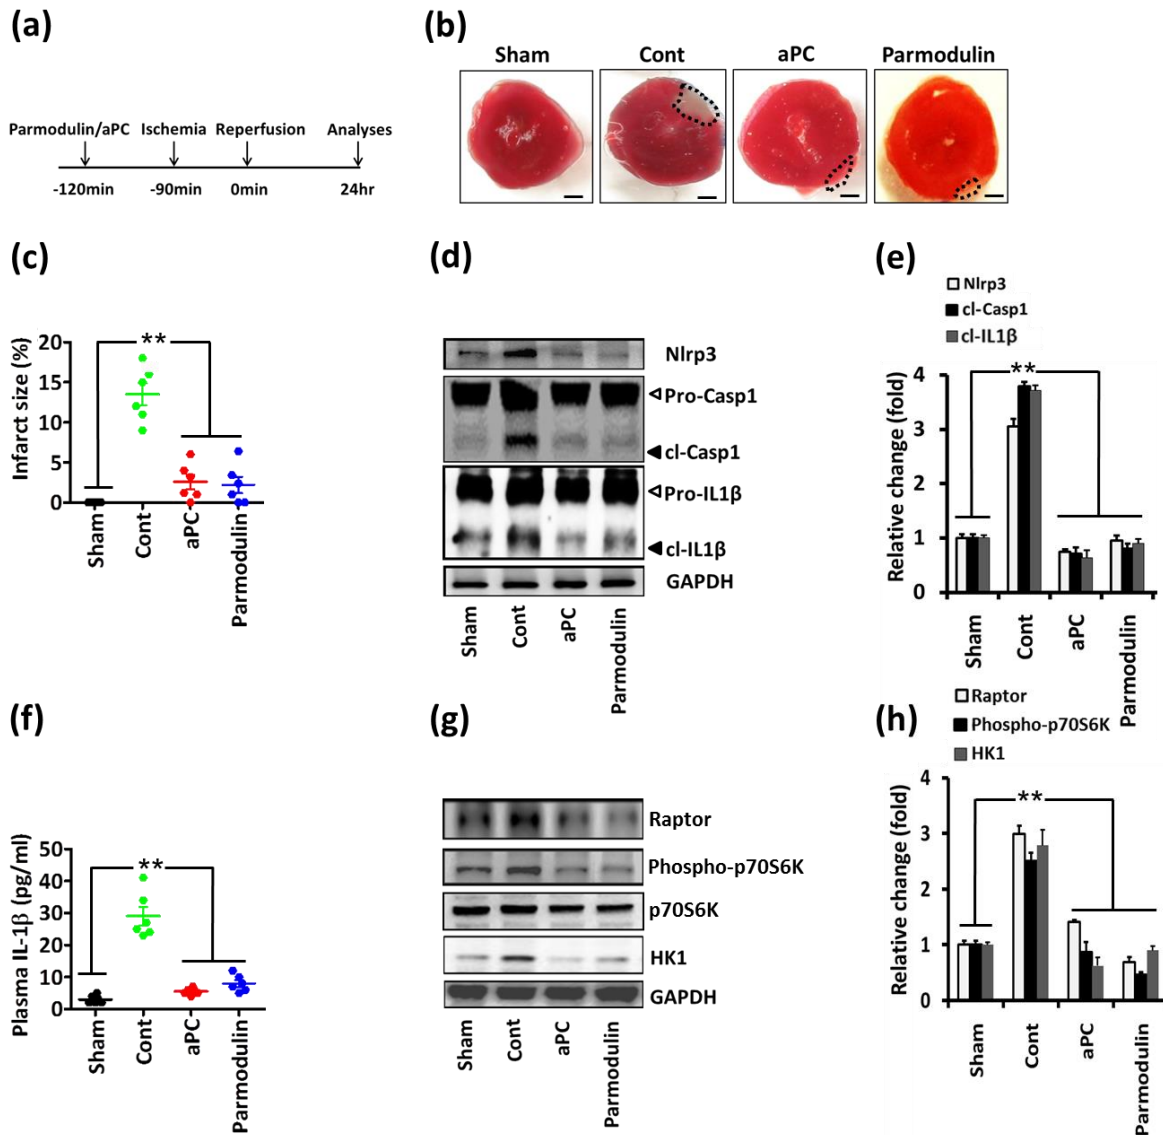 (a)
Parmodulin/aPC Ischemia Reperfusion Analyses
-120min -90min 0min 24hr
(b)
Sham Cont aPC Parmodulin
(c)
Infarct size (%)
20
15
10
5
0
**
Sham Cont aPC Parmodulin
(d)
Nlrp3
Pro-Casp1
cl-Casp1
Pro-IL1β
cl-IL1β
GAPDH
Sham Cont aPC Parmodulin
(e)
Nlrp3
cl-Casp1
cl-IL1β
Relative change (fold)
4
3
2
1
0
**
Sham Cont aPC Parmodulin
(f)
Plasma IL-1β (pg/ml)
50
40
30
20
10
0
**
Sham Cont aPC Parmodulin
(g)
Raptor
Phospho-p70S6K
p70S6K
HK1
GAPDH
Sham Cont aPC Parmodulin
(h)
Raptor
Phospho-p70S6K
HK1
Relative change (fold)
4
3
2
1
0
**
Sham Cont aPC Parmodulin